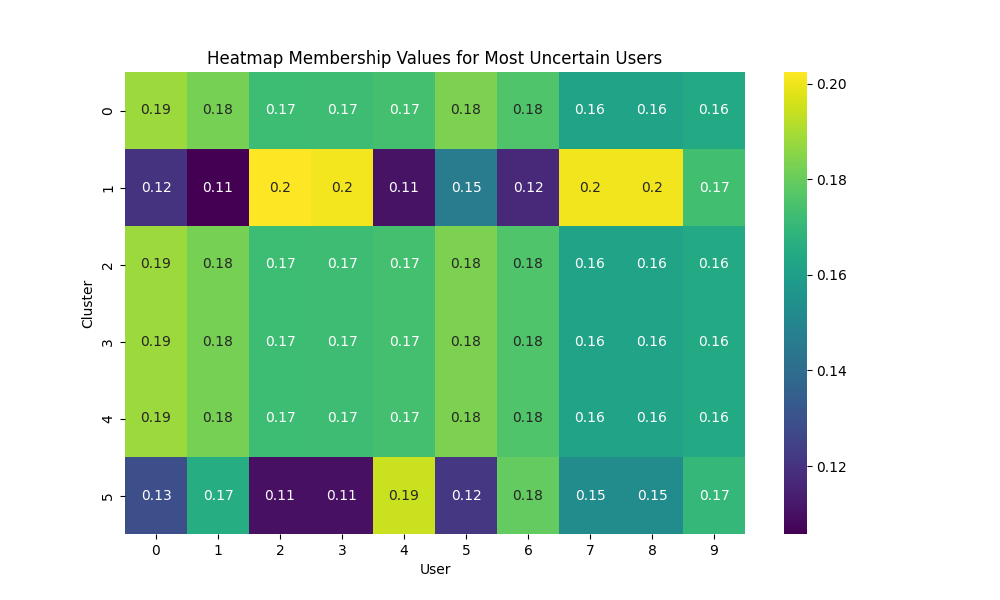 Heatmap Membership Values for Most Uncertain Users
0 0.19 0.18 0.17 0.17 0.17 0.18 0.18 0.16 0.16 0.16
1 0.12 0.11 0.2 0.2 0.11 0.15 0.12 0.2 0.2 0.17
2 0.19 0.18 0.17 0.17 0.17 0.18 0.18 0.16 0.16 0.16
3 0.19 0.18 0.17 0.17 0.17 0.18 0.18 0.16 0.16 0.16
4 0.19 0.18 0.17 0.17 0.17 0.18 0.18 0.16 0.16 0.16
5 0.13 0.17 0.11 0.11 0.19 0.12 0.18 0.15 0.15 0.17
0 1 2 3 4 5 6 7 8 9
User
Cluster
0.20
0.18
0.16
0.14
0.12